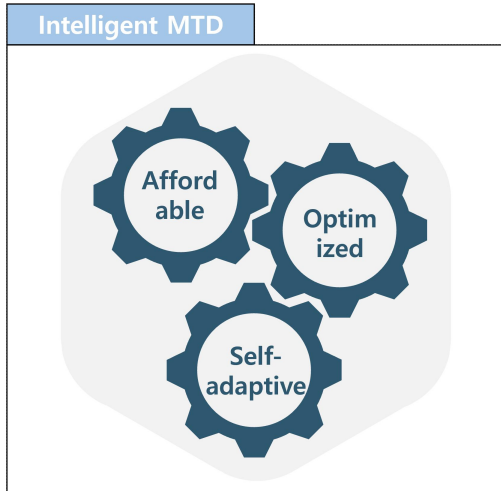 Intelligent MTD
Afford
able
Optim
ized
Self-
adaptive